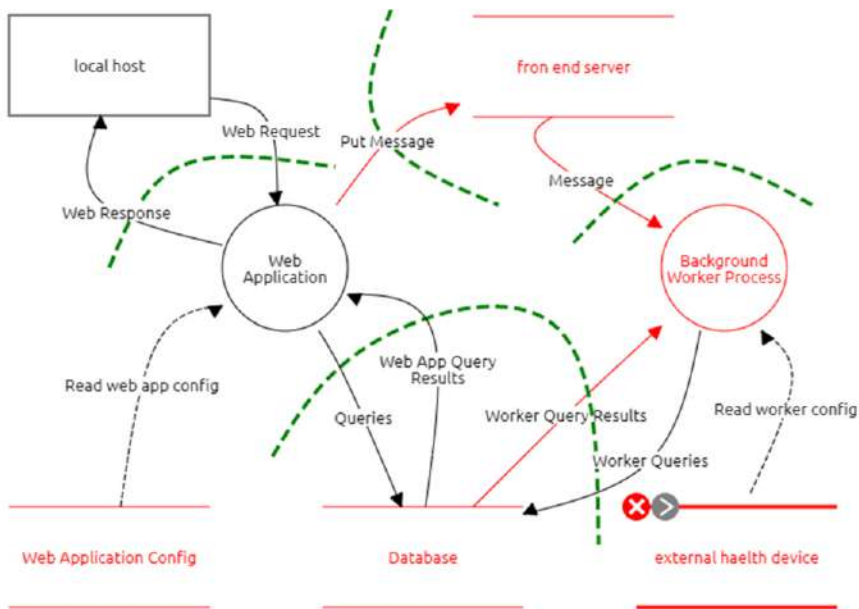 local host
fron end server
Web Request
Put Message
Message
Web Response
Web
Application
Background
Worker Process
Web App Query
Results
Read web app config
Queries
Worker Query Results
Read worker config
Worker Queries
Web Application Config
Database
external haelth device